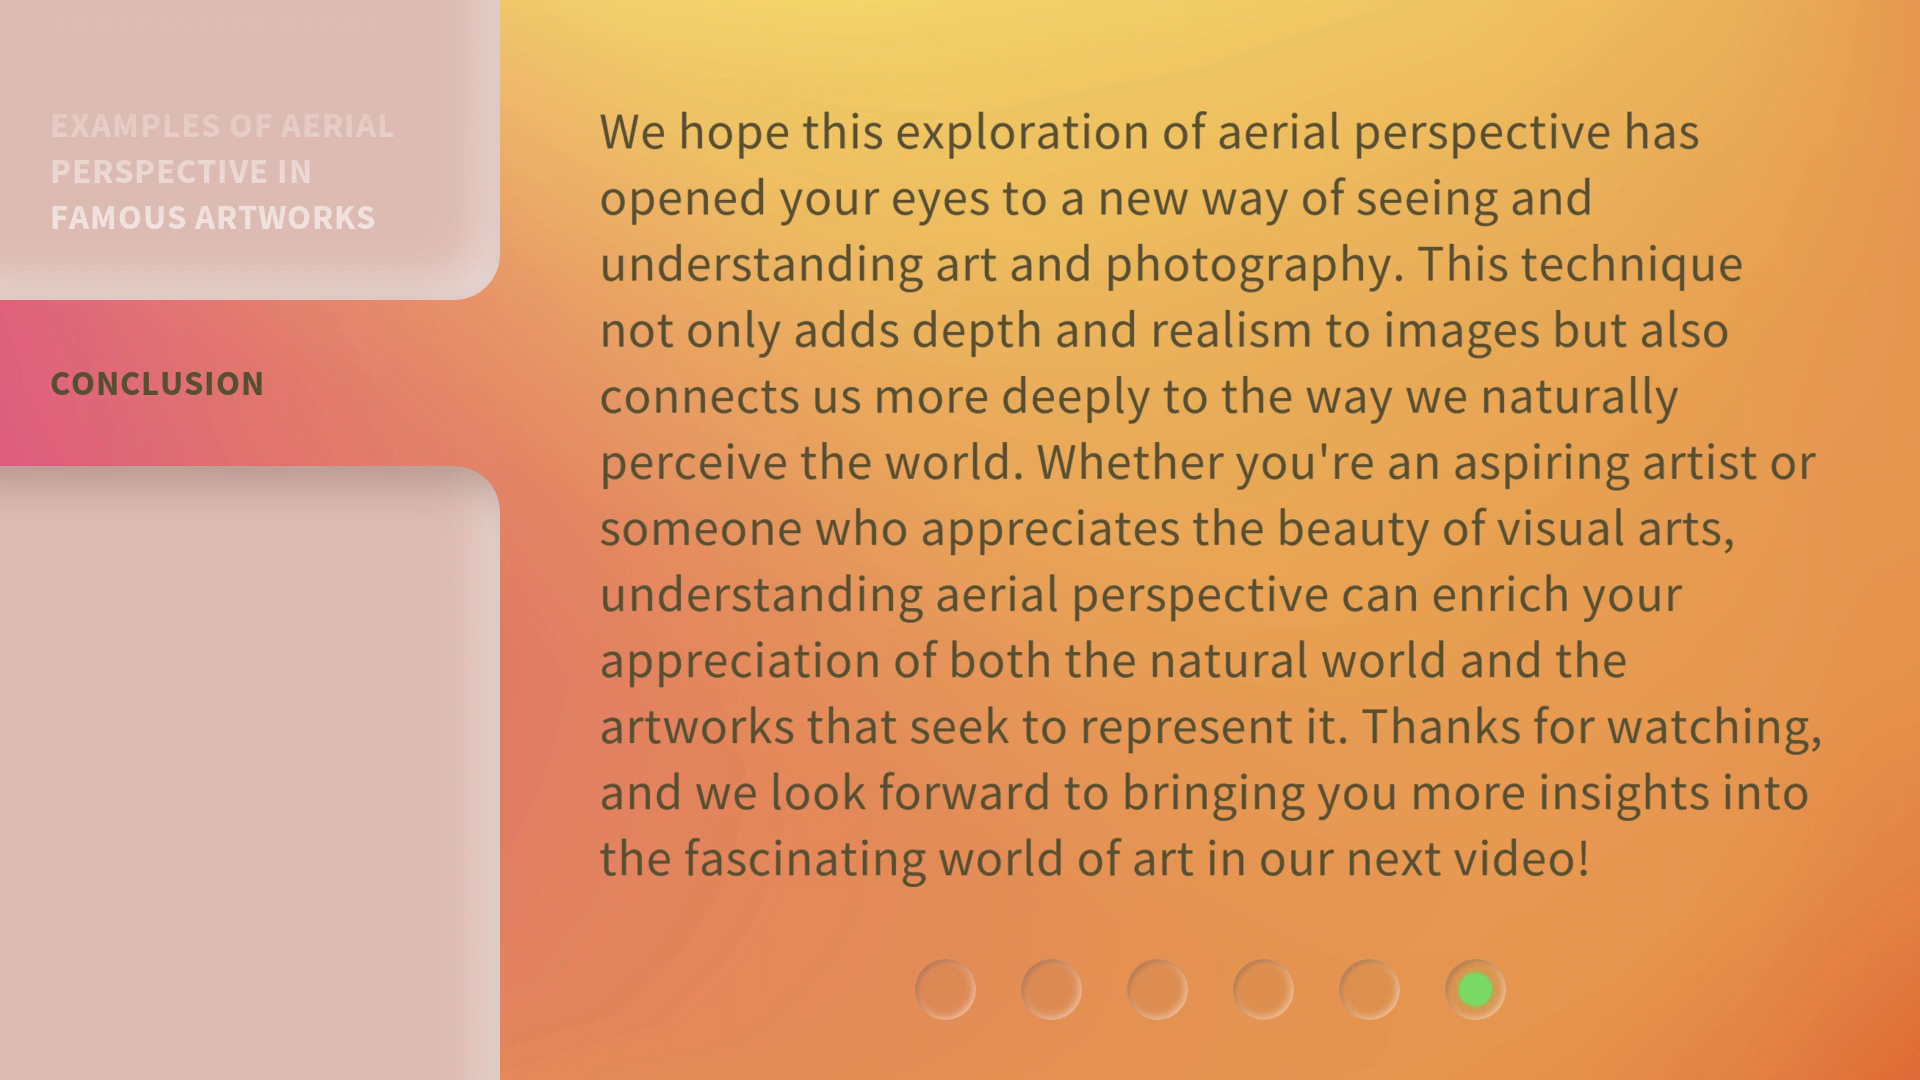 EXAMPLES OF AERIAL
PERSPECTIVE IN
FAMOUS ARTWORKS
CONCLUSION
We hope this exploration of aerial perspective has
opened your eyes to a new way of seeing and
understanding art and photography. This technique
not only adds depth and realism to images but also
connects us more deeply to the way we naturally
perceive the world. Whether you're an aspiring artist or
someone who appreciates the beauty of visual arts,
understanding aerial perspective can enrich your
appreciation of both the natural world and the
artworks that seek to represent it. Thanks for watching,
and we look forward to bringing you more insights into
the fascinating world of art in our next video!